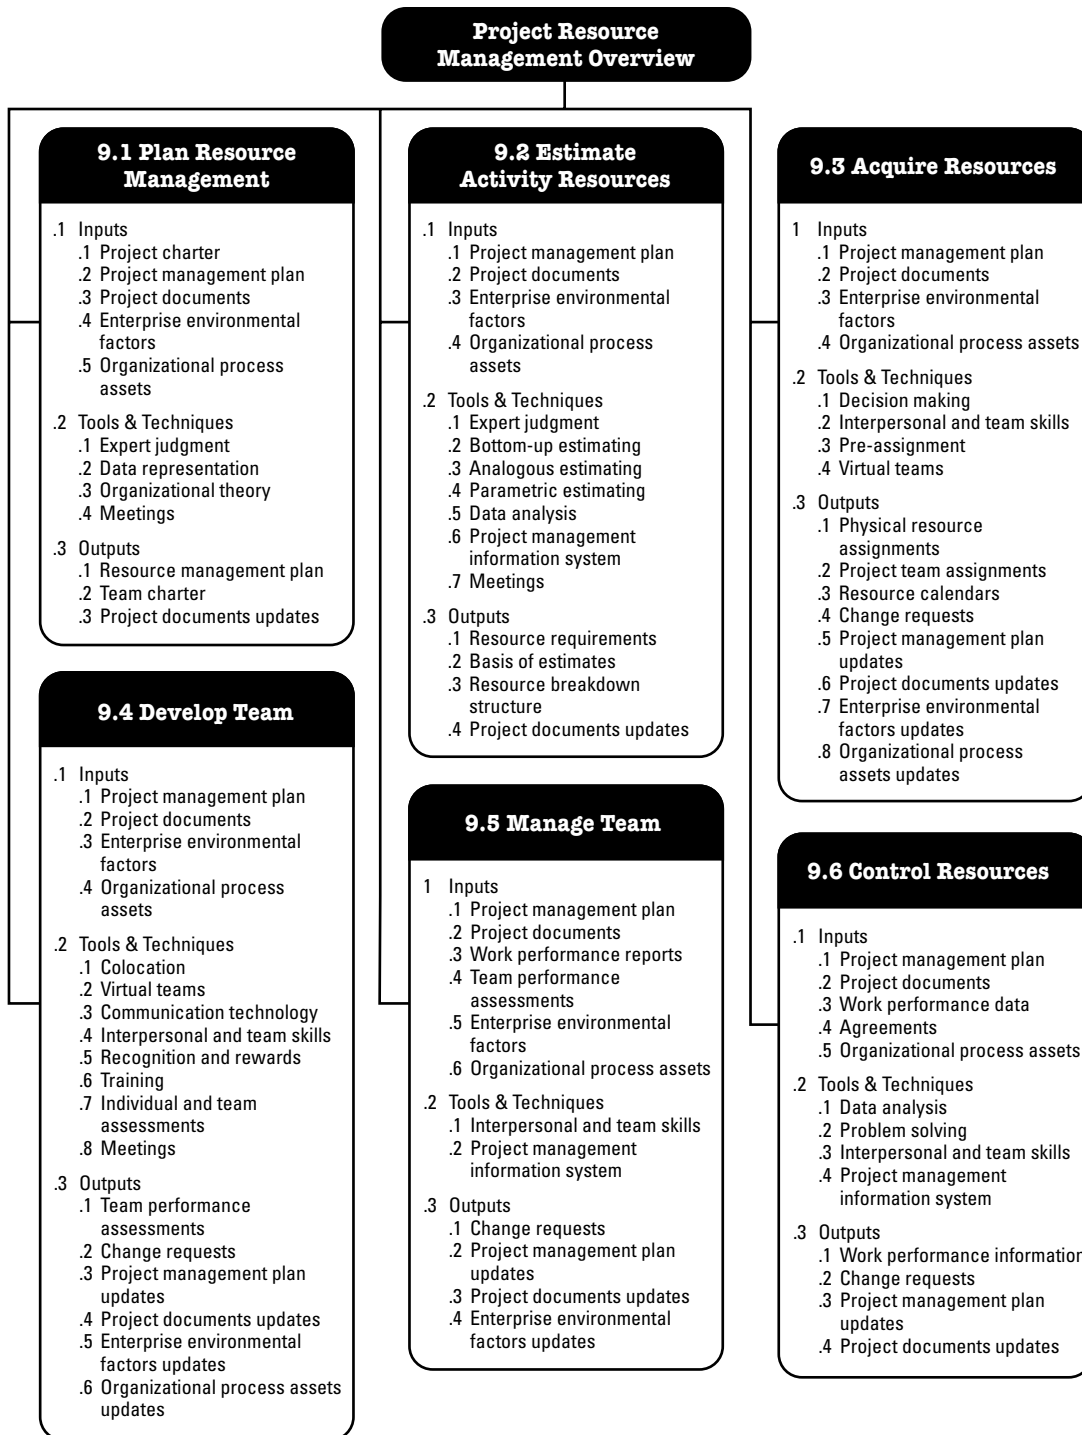 Project Resource
Management Overview
9.1 Plan Resource
Management
.1 Inputs
.1 Project charter
.2 Project management plan
.3 Project documents
.4 Enterprise environmental
factors
.5 Organizational process
assets
.2 Tools & Techniques
.1 Expert judgment
.2 Data representation
.3 Organizational theory
.4 Meetings
.3 Outputs
.1 Resource management plan
.2 Team charter
.3 Project documents updates
9.2 Estimate
Activity Resources
.1 Inputs
.1 Project management plan
.2 Project documents
.3 Enterprise environmental
factors
.4 Organizational process
assets
.2 Tools & Techniques
.1 Expert judgment
.2 Bottom-up estimating
.3 Analogous estimating
.4 Parametric estimating
.5 Data analysis
.6 Project management
information system
.7 Meetings
.3 Outputs
.1 Resource requirements
.2 Basis of estimates
.3 Resource breakdown
structure
.4 Project documents updates
9.3 Acquire Resources
1 Inputs
.1 Project management plan
.2 Project documents
.3 Enterprise environmental
factors
.4 Organizational process assets
.2 Tools & Techniques
.1 Decision making
.2 Interpersonal and team skills
.3 Pre-assignment
.4 Virtual teams
.3 Outputs
.1 Physical resource
assignments
.2 Project team assignments
.3 Resource calendars
.4 Change requests
.5 Project management plan
updates
.6 Project documents updates
.7 Enterprise environmental
factors updates
.8 Organizational process
assets updates
9.4 Develop Team
.1 Inputs
.1 Project management plan
.2 Project documents
.3 Enterprise environmental
factors
.4 Organizational process
assets
.2 Tools & Techniques
.1 Colocation
.2 Virtual teams
.3 Communication technology
.4 Interpersonal and team skills
.5 Recognition and rewards
.6 Training
.7 Individual and team
assessments
.8 Meetings
.3 Outputs
.1 Team performance
assessments
.2 Change requests
.3 Project management plan
updates
.4 Project documents updates
.5 Enterprise environmental
factors updates
.6 Organizational process assets
updates
9.5 Manage Team
1 Inputs
.1 Project management plan
.2 Project documents
.3 Work performance reports
.4 Team performance
assessments
.5 Enterprise environmental
factors
.6 Organizational process assets
.2 Tools & Techniques
.1 Interpersonal and team skills
.2 Project management
information system
.3 Outputs
.1 Change requests
.2 Project management plan
updates
.3 Project documents updates
.4 Enterprise environmental
factors updates
9.6 Control Resources
.1 Inputs
.1 Project management plan
.2 Project documents
.3 Work performance data
.4 Agreements
.5 Organizational process assets
.2 Tools & Techniques
.1 Data analysis
.2 Problem solving
.3 Interpersonal and team skills
.4 Project management
information system
.3 Outputs
.1 Work performance information
.2 Change requests
.3 Project management plan
updates
.4 Project documents updates